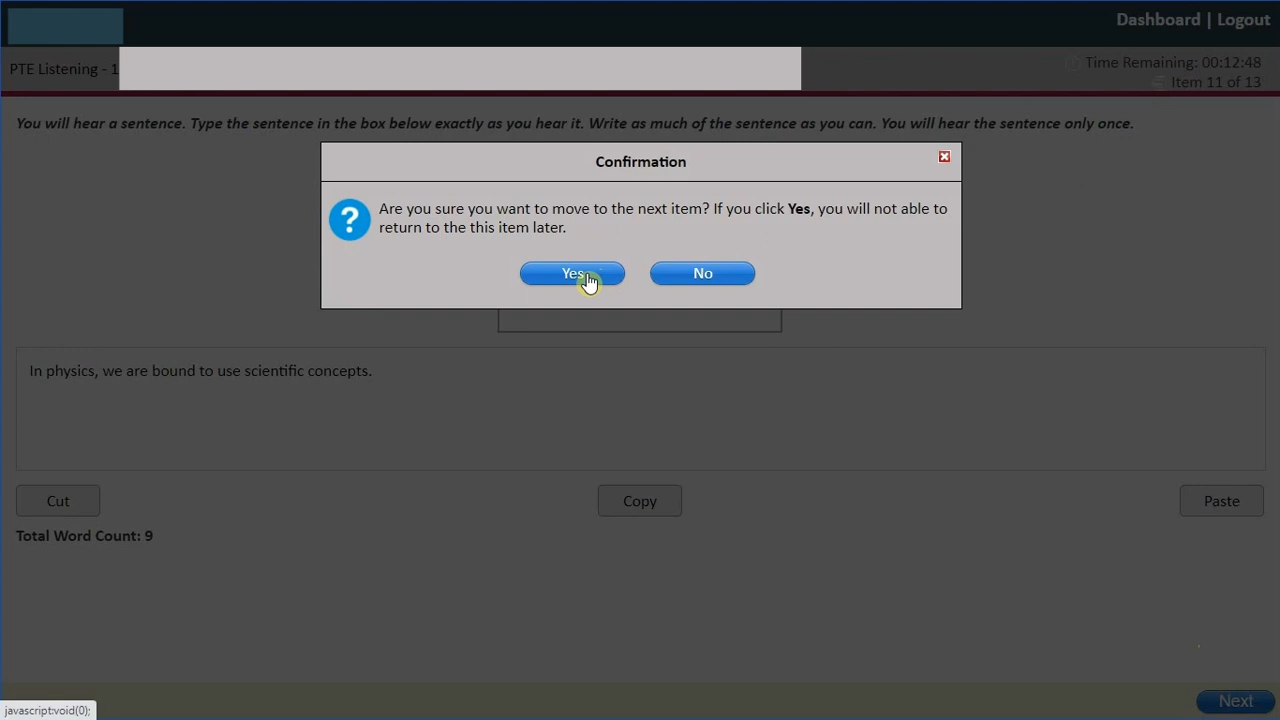 Dashboard | Logout
PTE Listening - 1
Time Remaining: 00:12:48
Item 11 of 13
You will hear a sentence. Type the sentence in the box below exactly as you hear it. Write as much of the sentence as you can. You will hear the sentence only once.
Confirmation
Are you sure you want to move to the next item? If you click Yes, you will not able to
return to the this item later.
Yes No
In physics, we are bound to use scientific concepts.
Cut Copy Paste
Total Word Count: 9
Next
javascript:void(0);